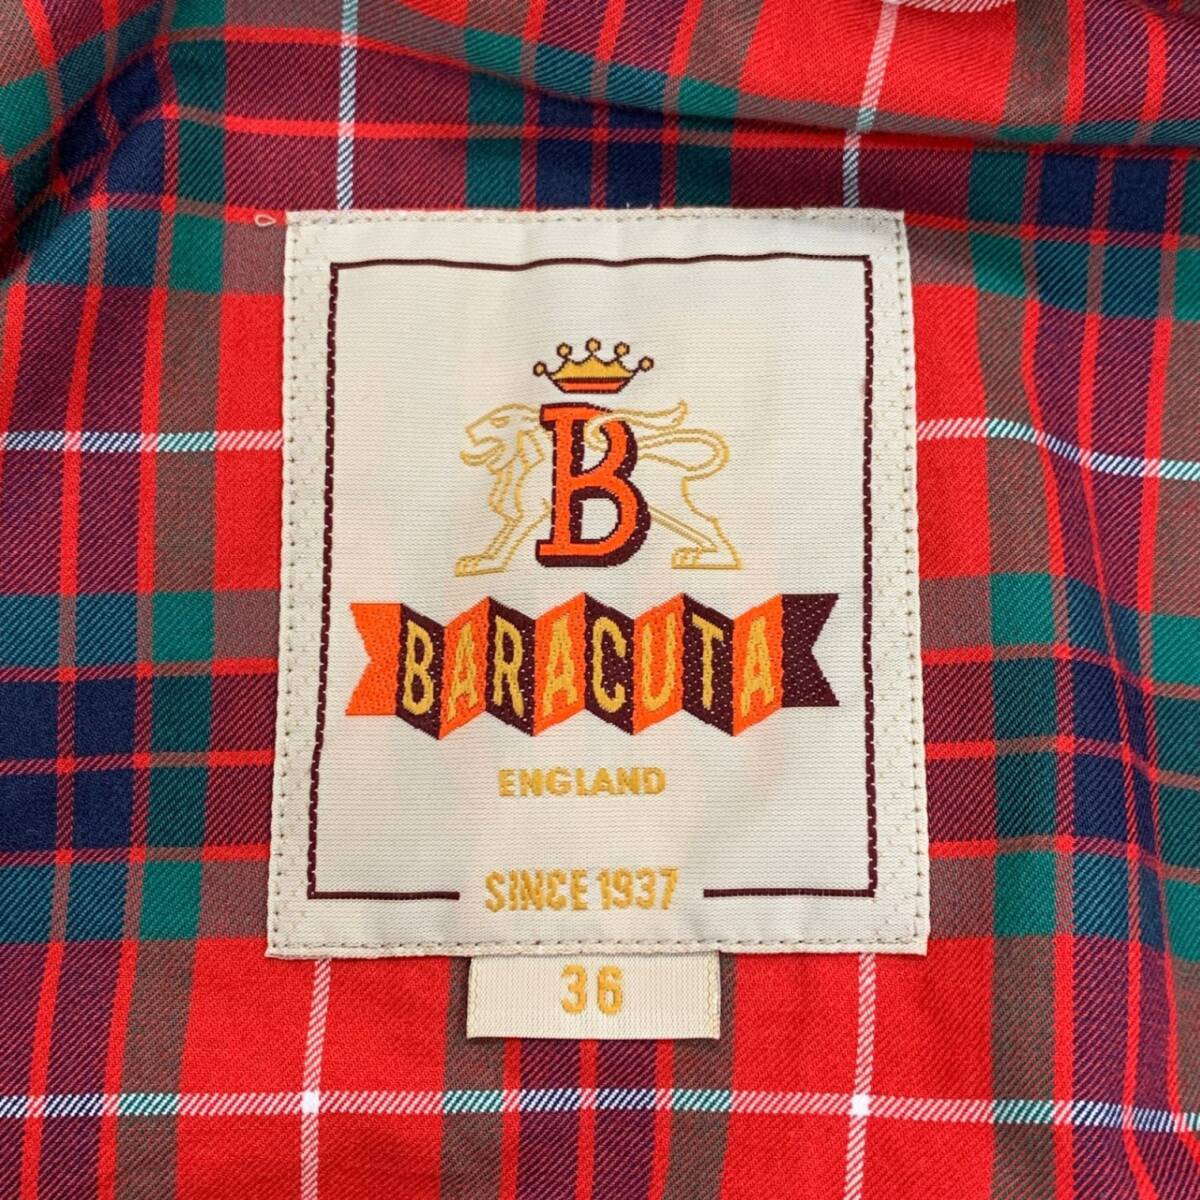 B
BARACUTA
ENGLAND
SINCE 1937
36